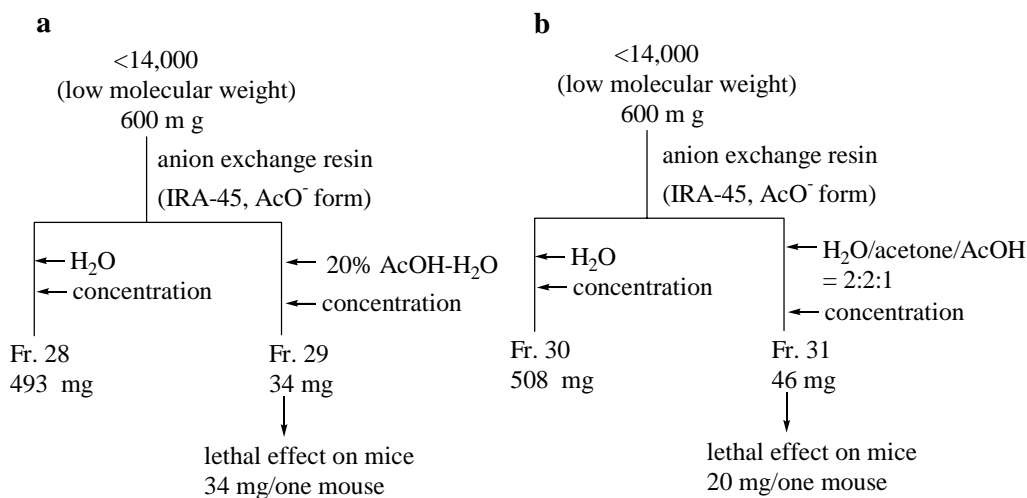 a
<14,000
(low molecular weight)
600 m g
anion exchange resin
(IRA-45, AcO⁻ form)
H₂O
concentration
20% AcOH-H₂O
concentration
Fr. 28
493 mg
Fr. 29
34 mg
lethal effect on mice
34 mg/one mouse
b
<14,000
(low molecular weight)
600 m g
anion exchange resin
(IRA-45, AcO⁻ form)
H₂O
concentration
H₂O/acetone/AcOH
= 2:2:1
concentration
Fr. 30
508 mg
Fr. 31
46 mg
lethal effect on mice
20 mg/one mouse